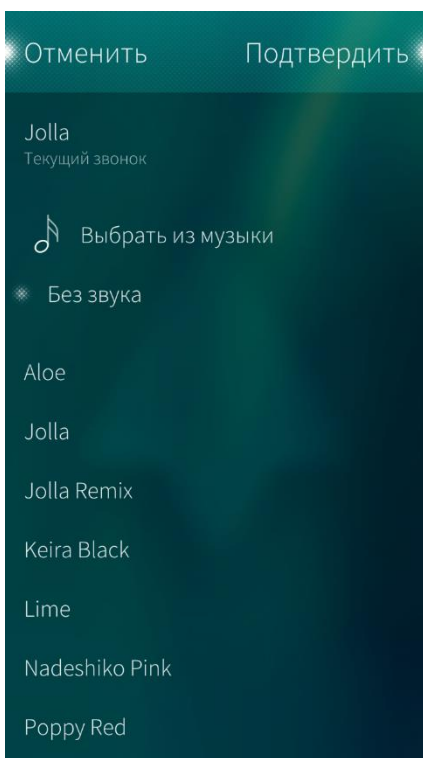 Отменить Подтвердить
Jolla
Текущий звонок
Выбрать из музыки
Без звука
Aloe
Jolla
Jolla Remix
Keira Black
Lime
Nadeshiko Pink
Poppy Red